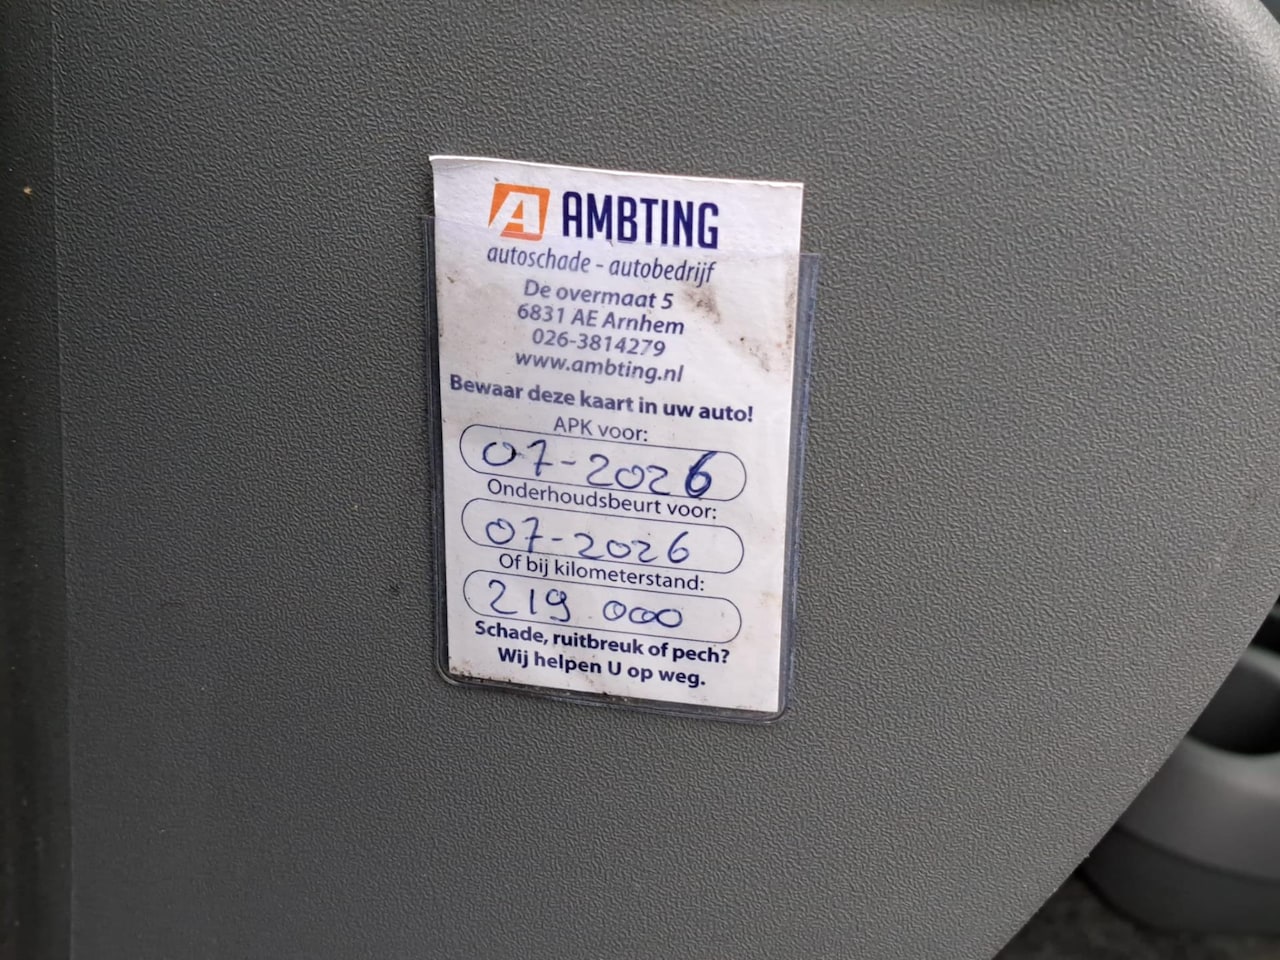 A AMBTING
autoschade - autobedrijf
De overmaat 5
6831 AE Arnhem
026-3814279
www.ambting.nl
Bewaar deze kaart in uw auto!
APK voor:
07-2026
Onderhoudsbeurt voor:
07-2026
Of bij kilometerstand:
219.000
Schade, ruitbreuk of pech?
Wij helpen U op weg.